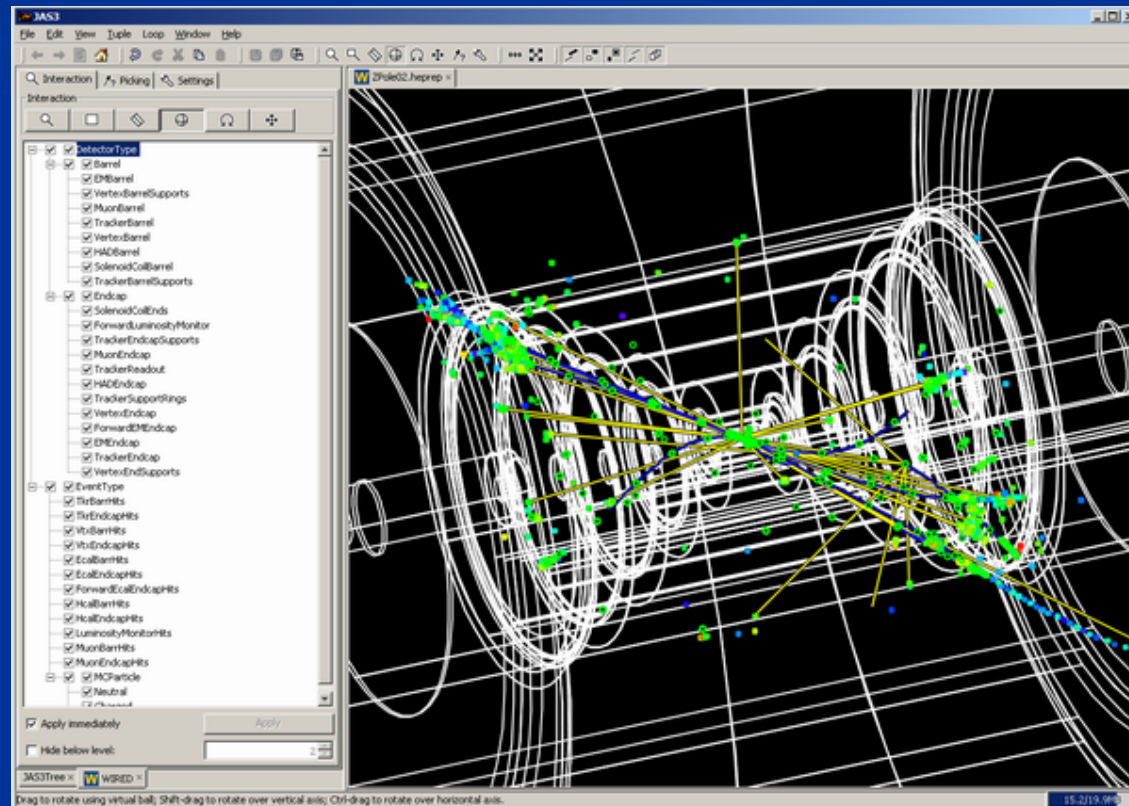 JAS3
File Edit View Tuple Loop Window Help
Interaction Picking Settings
ZPole02.heprep
Interaction
DetectorType
Barrel
EMBarrel
VertexBarrelSupports
MuonBarrel
TrackerBarrel
VertexBarrel
HADBarrel
SolenoidCoilBarrel
TrackerBarrelSupports
Endcap
SolenoidCoilEnds
ForwardLuminosityMonitor
TrackerEndcapSupports
MuonEndcap
TrackerReadout
HADEndcap
TrackerSupportRings
VertexEndcap
ForwardEMEndcap
EMEndcap
TrackerEndcap
VertexEndSupports
EventType
TkrBarrHits
TkrEndcapHits
VtxBarrHits
VtxEndcapHits
EcalBarrHits
EcalEndcapHits
ForwardEcalEndcapHits
HcalBarrHits
HcalEndcapHits
LuminosityMonitorHits
MuonBarrHits
MuonEndcapHits
MCParticle
Neutral
Apply immediately Apply
Hide below level: 2
JAS3Tree WIRED
Drag to rotate using virtual ball; Shift-drag to rotate over vertical axis; Ctrl-drag to rotate over horizontal axis. 15.2/19.9MB